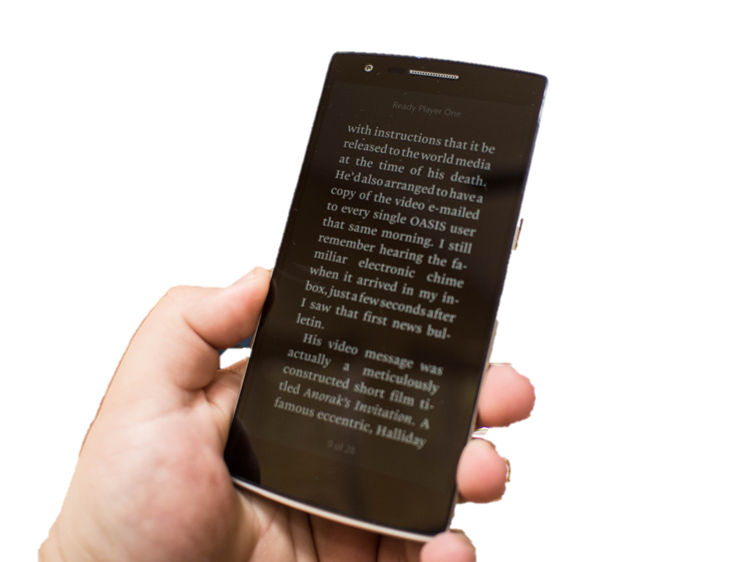 Ready Player One
with instructions that it be
released to the world media
at the time of his death.
He'd also arranged to have a
copy of the video e-mailed
to every single OASIS user
that same morning. I still
remember hearing the fa-
miliar electronic chime
when it arrived in my in-
box, just a few seconds after
I saw that first news bul-
letin.
His video message was
actually a meticulously
constructed short film ti-
tled Anorak's Invitation. A
famous eccentric, Halliday
9 of 28